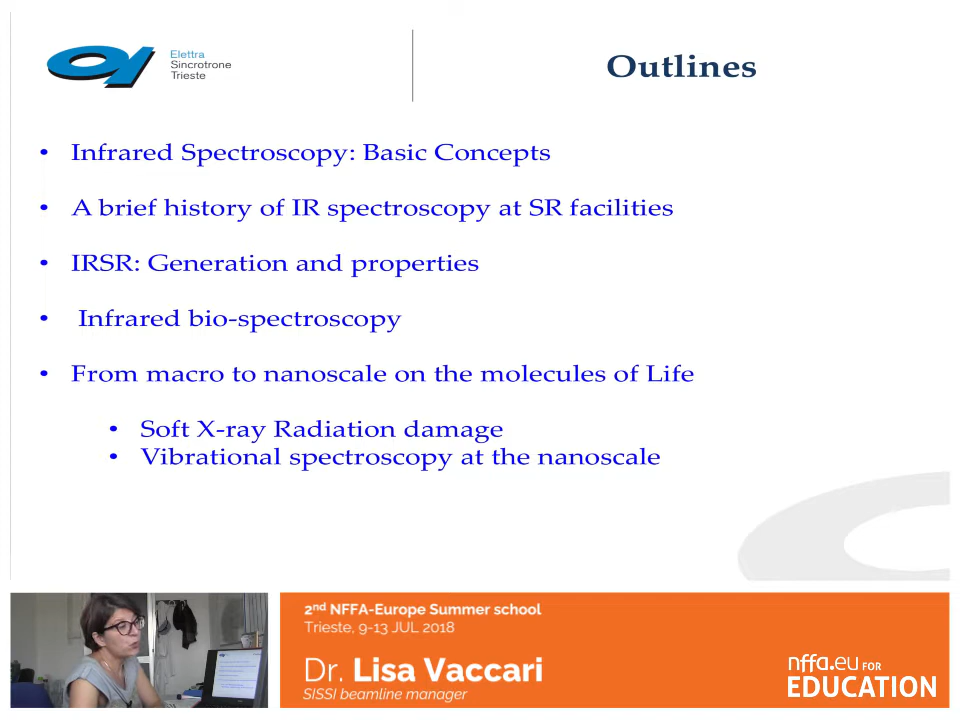 Elettra
Sincrotrone
Trieste
Outlines
• Infrared Spectroscopy: Basic Concepts
• A brief history of IR spectroscopy at SR facilities
• IRSR: Generation and properties
• Infrared bio-spectroscopy
• From macro to nanoscale on the molecules of Life
• Soft X-ray Radiation damage
• Vibrational spectroscopy at the nanoscale
2nd NFFA-Europe Summer school
Trieste, 9-13 JUL 2018
Dr. Lisa Vaccari
SISSI beamline manager
nffa.eu FOR
EDUCATION